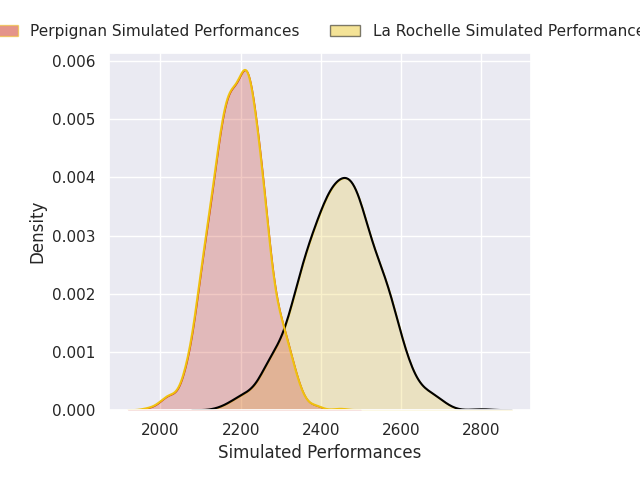 Perpignan Simulated Performances La Rochelle Simulated Performance
0.006
0.005
0.004
0.003
0.002
0.001
0.000
Density
2000 2200 2400 2600 2800
Simulated Performances